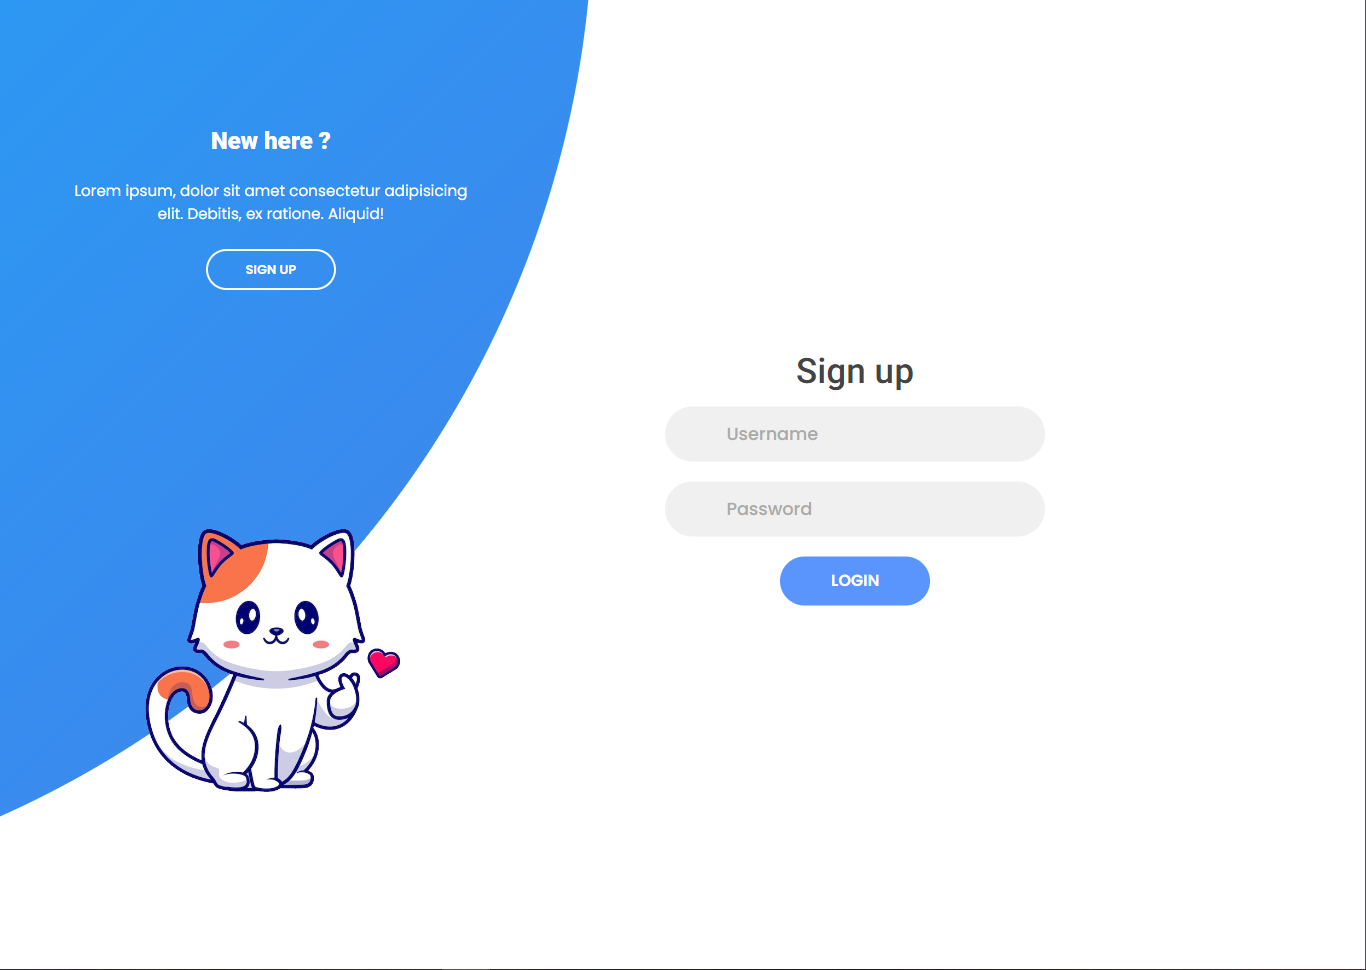 New here ?
Lorem ipsum, dolor sit amet consectetur adipisicing
elit. Debitis, ex ratione. Aliquid!
SIGN UP
Sign up
Username
Password
LOGIN